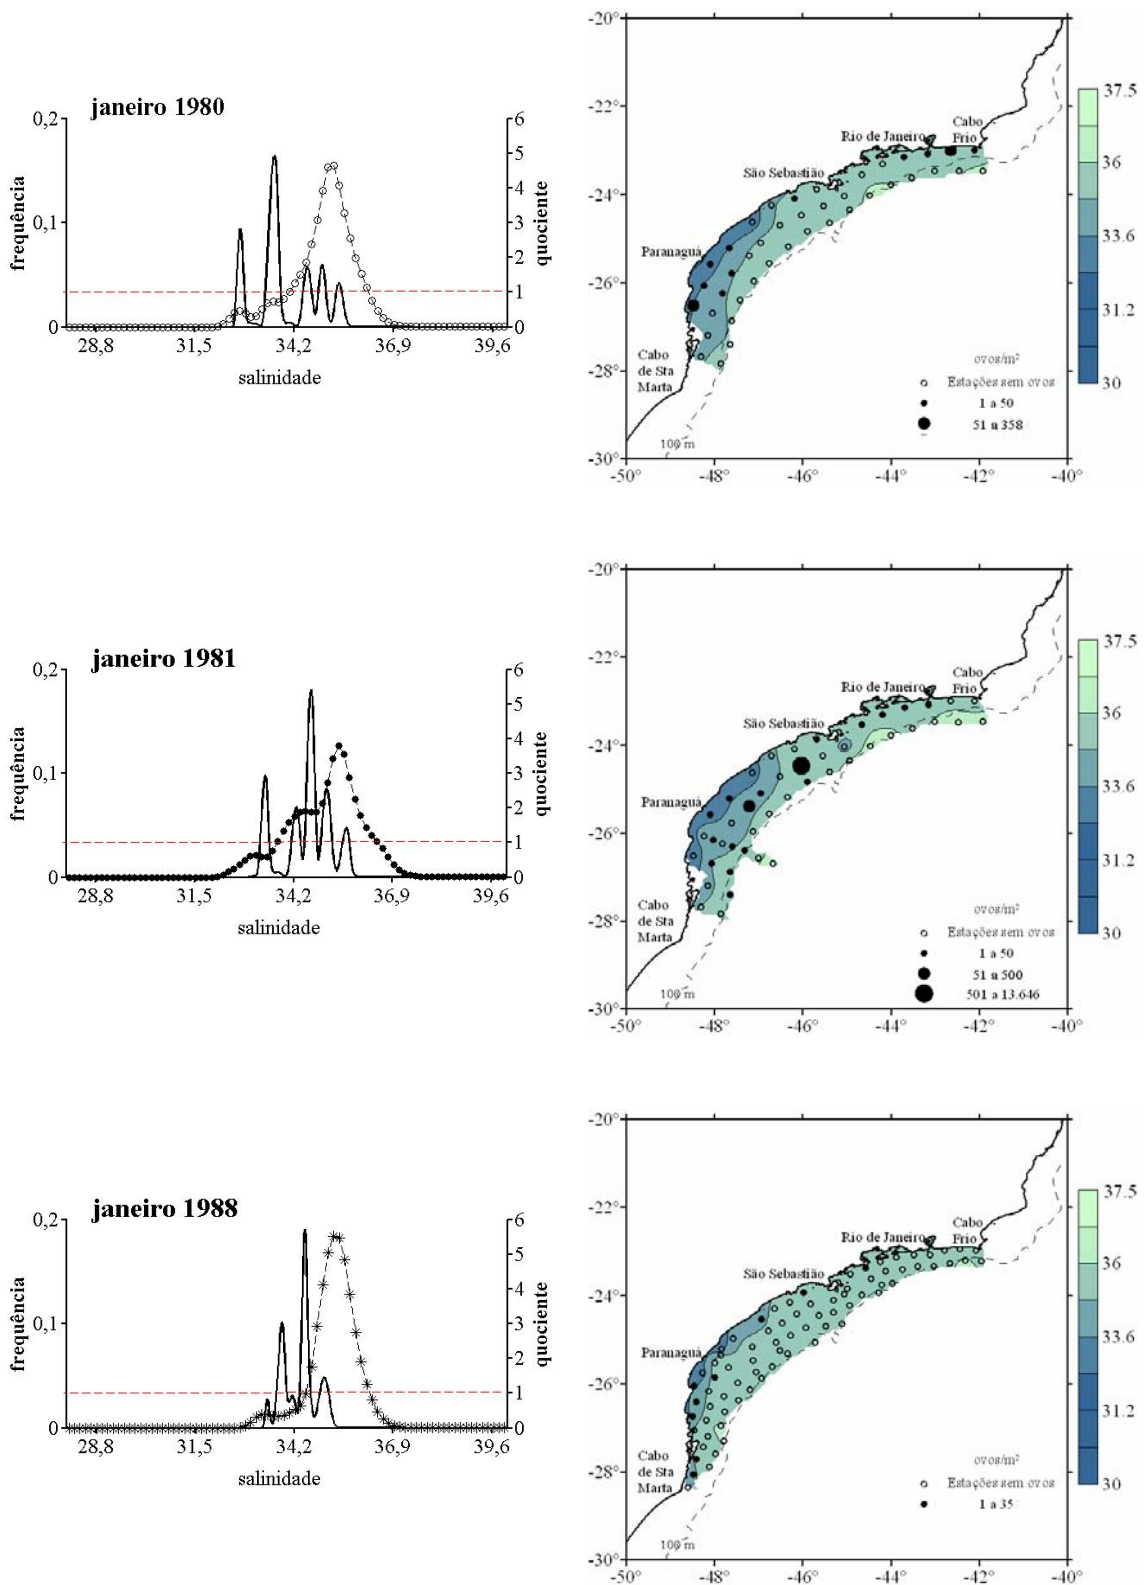 janeiro 1980
0,2
0,1
0
frequência
6
5
4
3
2
1
0
quociente
28,8 31,5 34,2 36,9 39,6
salinidade
-20°
-22°
-24°
-26°
-28°
-30°
-50° -48° -46° -44° -42° -40°
Cabo
Frio
Rio de Janeiro
São Sebastião
Paranaguá
Cabo
de Sta
Marta
100 m
ovos/m²
Estações sem ovos
1 a 50
51 a 358
37.5
36
33.6
31.2
30
janeiro 1981
0,2
0,1
0
frequência
6
5
4
3
2
1
0
quociente
28,8 31,5 34,2 36,9 39,6
salinidade
-20°
-22°
-24°
-26°
-28°
-30°
-50° -48° -46° -44° -42° -40°
Cabo
Frio
Rio de Janeiro
São Sebastião
Paranaguá
Cabo
de Sta
Marta
100 m
ovos/m²
Estações sem ovos
1 a 50
51 a 500
501 a 13.646
37.5
36
33.6
31.2
30
janeiro 1988
0,2
0,1
0
frequência
6
5
4
3
2
1
0
quociente
28,8 31,5 34,2 36,9 39,6
salinidade
-20°
-22°
-24°
-26°
-28°
-30°
-50° -48° -46° -44° -42° -40°
Cabo
Frio
Rio de Janeiro
São Sebastião
Paranaguá
Cabo
de Sta
Marta
100 m
ovos/m²
Estações sem ovos
1 a 35
37.5
36
33.6
31.2
30